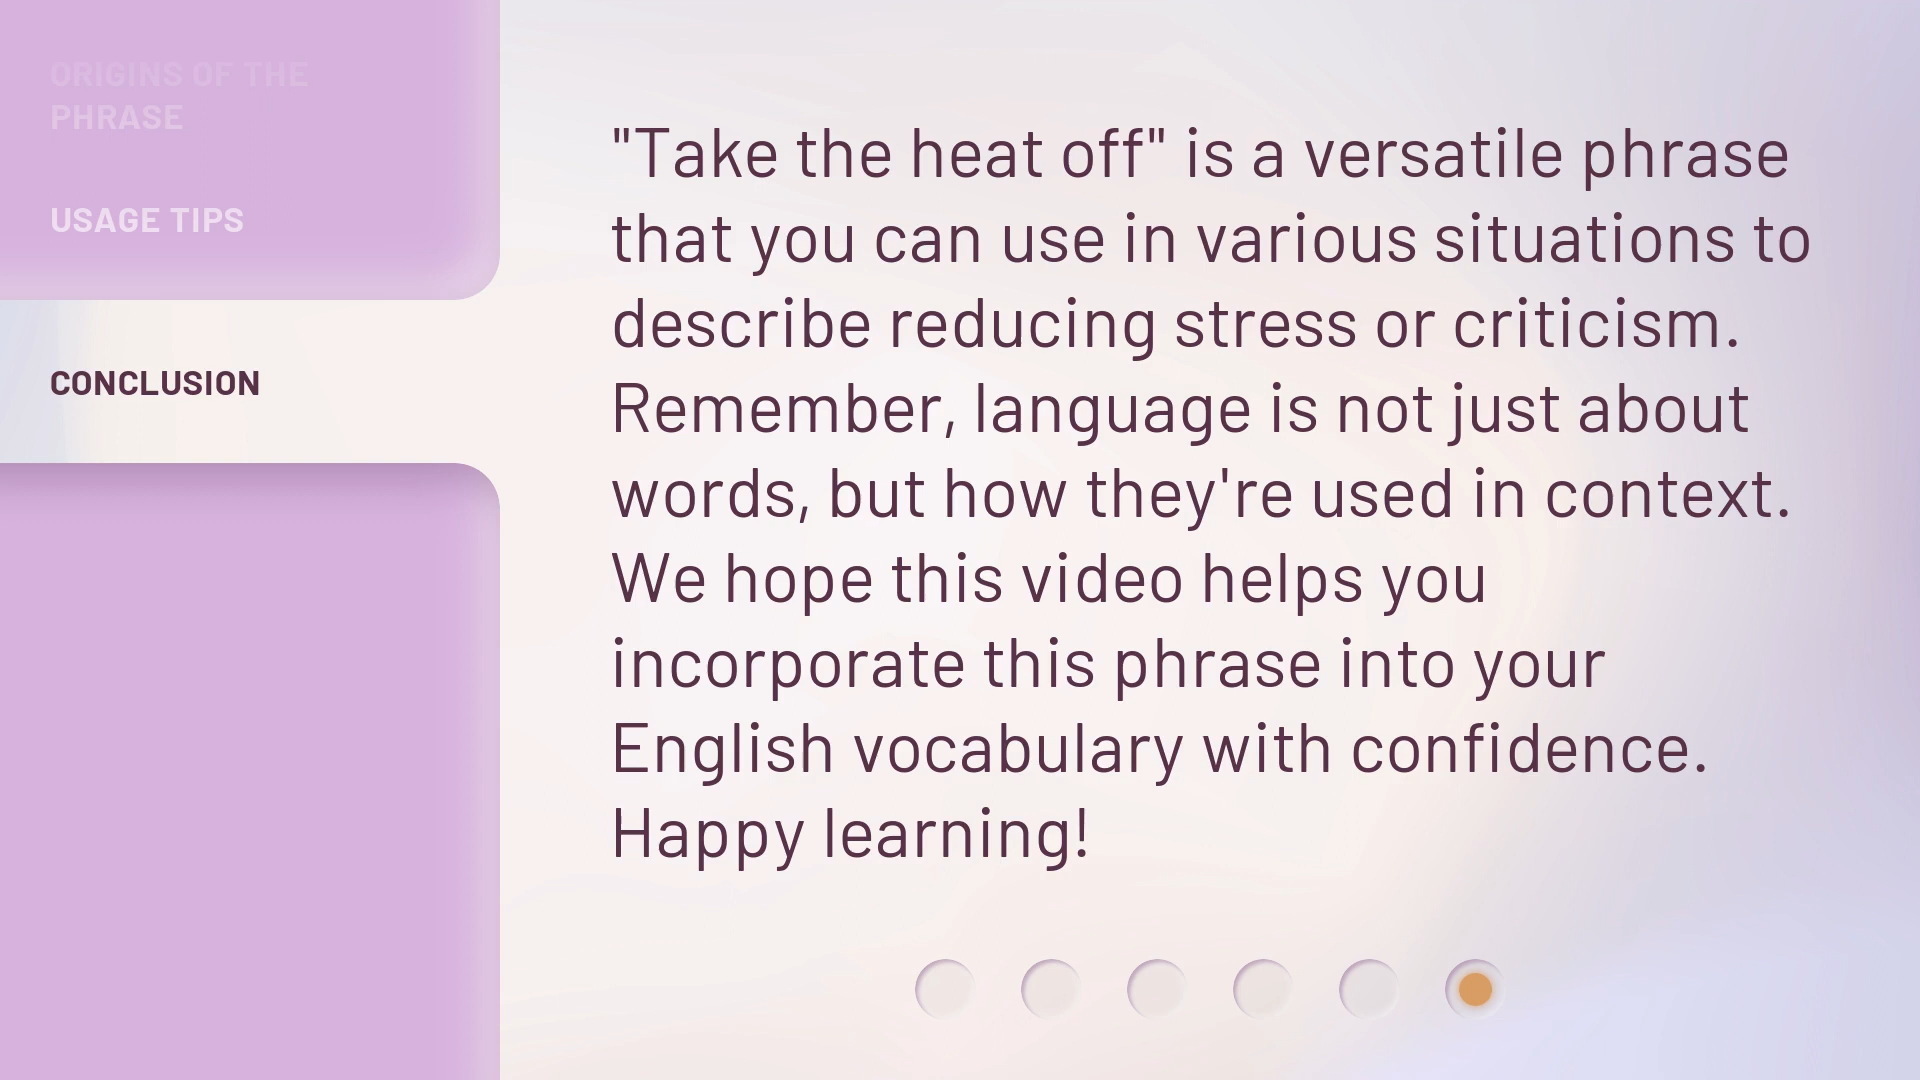 ORIGINS OF THE
PHRASE
USAGE TIPS
CONCLUSION
"Take the heat off" is a versatile phrase
that you can use in various situations to
describe reducing stress or criticism.
Remember, language is not just about
words, but how they're used in context.
We hope this video helps you
incorporate this phrase into your
English vocabulary with confidence.
Happy learning!